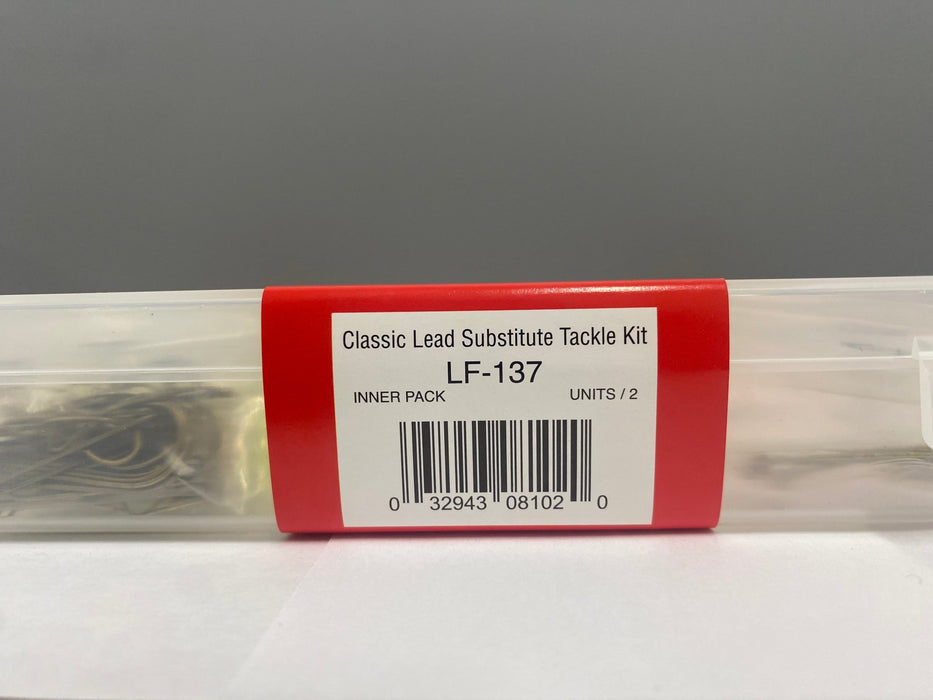 Classic Lead Substitute Tackle Kit
LF-137
INNER PACK UNITS / 2
0 32943 08102 0